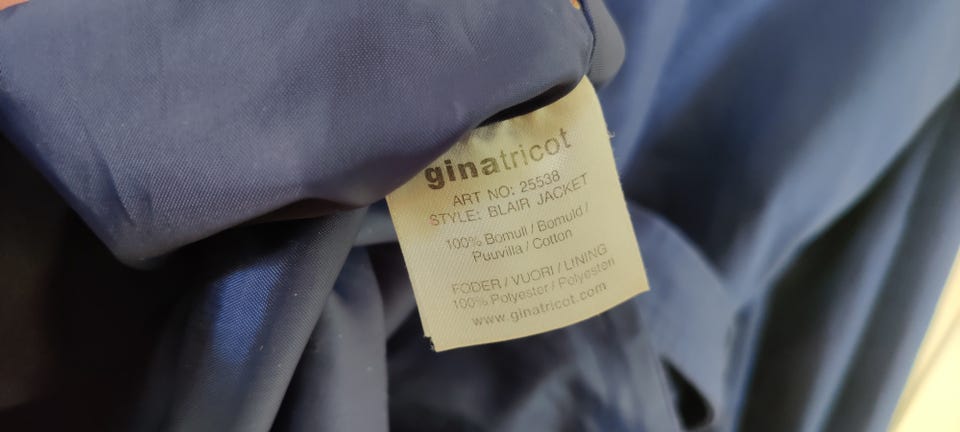 ginatricot
ART NO: 25538
STYLE: BLAIR JACKET
100% Bomull / Bomuld /
Puuvilla / Cotton
FODER / VUORI / LINING
100% Polyester / Polyesten
www.ginatricot.com